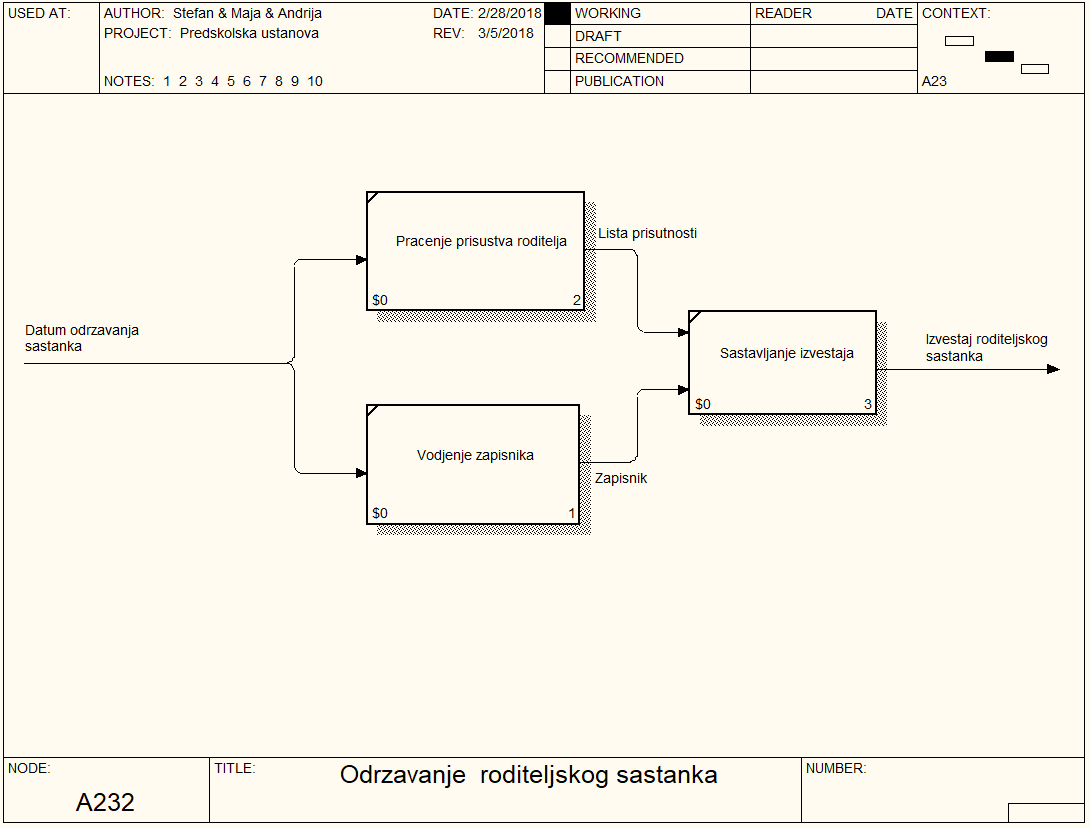 USED AT:
AUTHOR: Stefan & Maja & Andrija
DATE: 2/28/2018
PROJECT: Predskolska ustanova
REV: 3/5/2018
NOTES: 1 2 3 4 5 6 7 8 9 10
WORKING
DRAFT
RECOMMENDED
PUBLICATION
READER
DATE
CONTEXT:
A23
Pracenje prisustva roditelja
$0
2
Lista prisutnosti
Datum odrzavanja
sastanka
Sastavljanje izvestaja
$0
3
Izvestaj roditeljskog
sastanka
Vodjenje zapisnika
$0
1
Zapisnik
NODE:
A232
TITLE:
Odrzavanje roditeljskog sastanka
NUMBER: